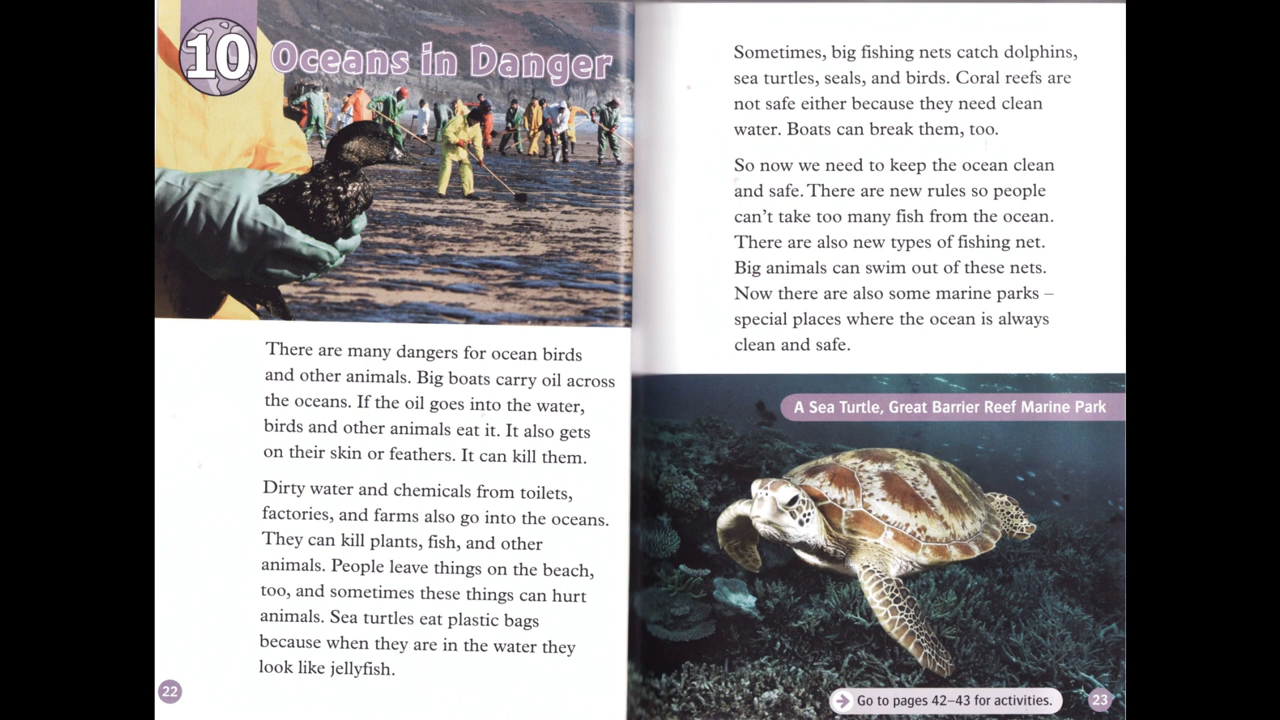 10 Oceans in Danger
There are many dangers for ocean birds
and other animals. Big boats carry oil across
the oceans. If the oil goes into the water,
birds and other animals eat it. It also gets
on their skin or feathers. It can kill them.
Dirty water and chemicals from toilets,
factories, and farms also go into the oceans.
They can kill plants, fish, and other
animals. People leave things on the beach,
too, and sometimes these things can hurt
animals. Sea turtles eat plastic bags
because when they are in the water they
look like jellyfish.
22
Sometimes, big fishing nets catch dolphins,
sea turtles, seals, and birds. Coral reefs are
not safe either because they need clean
water. Boats can break them, too.
So now we need to keep the ocean clean
and safe. There are new rules so people
can't take too many fish from the ocean.
There are also new types of fishing net.
Big animals can swim out of these nets.
Now there are also some marine parks –
special places where the ocean is always
clean and safe.
A Sea Turtle, Great Barrier Reef Marine Park
Go to pages 42–43 for activities.
23